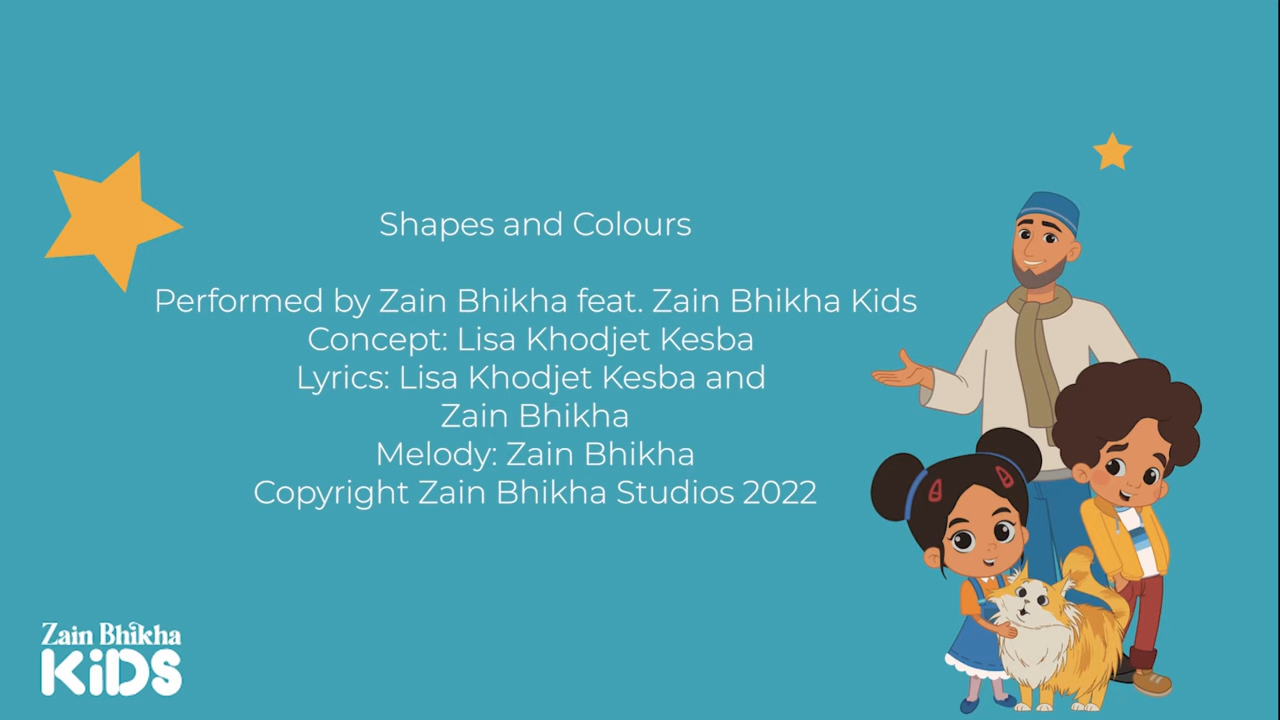 Shapes and Colours
Performed by Zain Bhikha feat. Zain Bhikha Kids
Concept: Lisa Khodjet Kesba
Lyrics: Lisa Khodjet Kesba and
Zain Bhikha
Melody: Zain Bhikha
Copyright Zain Bhikha Studios 2022
Zain Bhikha
KiDS